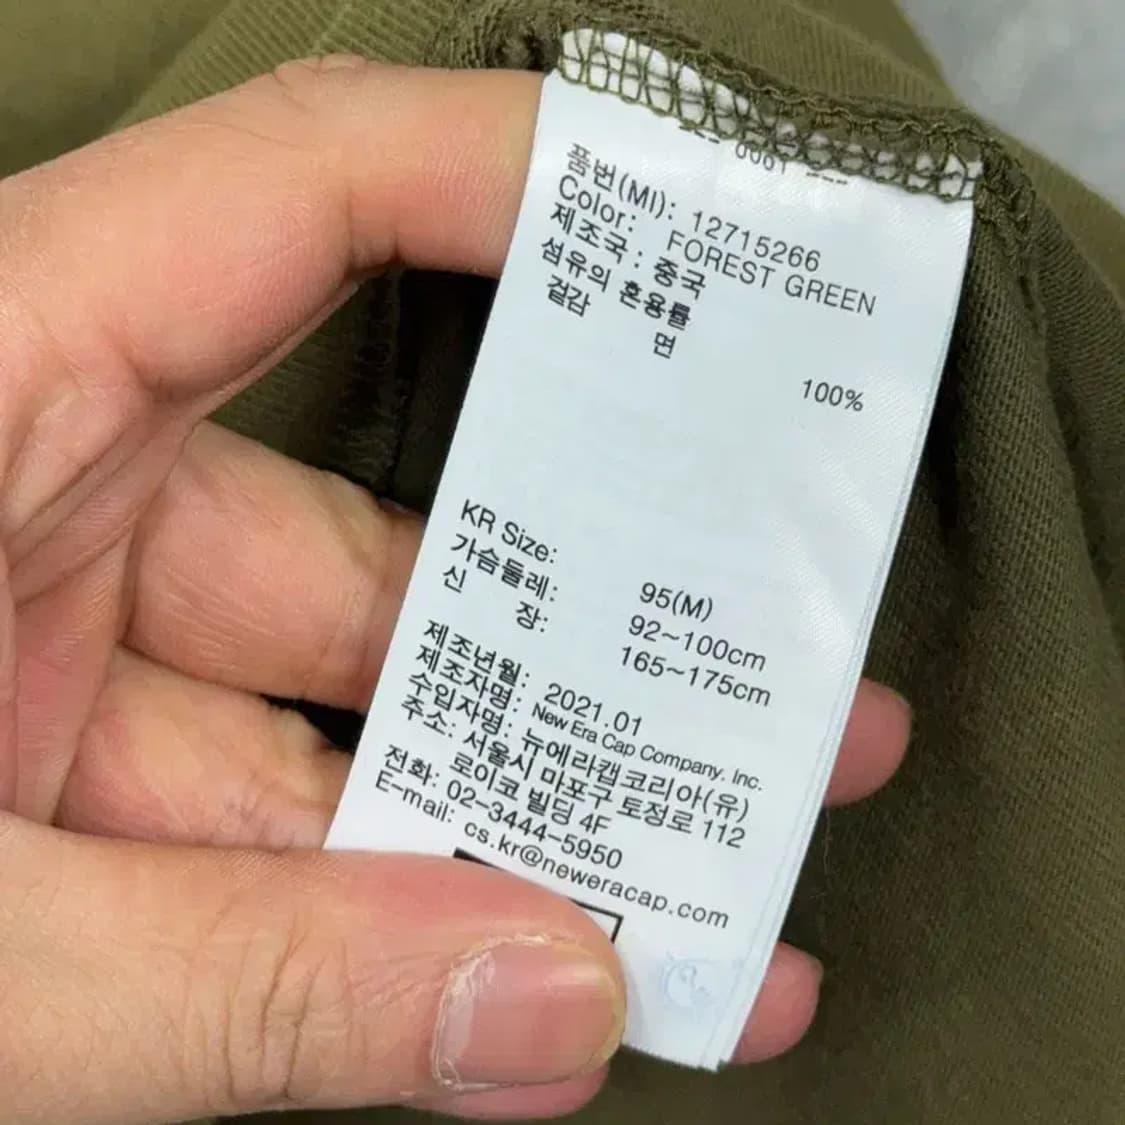 품번(MI): 12715266
Color: FOREST GREEN
제조국: 중국
섬유의 혼용률
겉감 면 100%
KR Size: 95(M)
가슴둘레: 92~100cm
신 장: 165~175cm
제조년월: 2021.01
제조자명: New Era Cap Company. Inc.
수입자명: 뉴에라캡코리아(유)
주소: 서울시 마포구 토정로 112
로이코 빌딩 4F
전화: 02-3444-5950
E-mail: cs.kr@neweracap.com